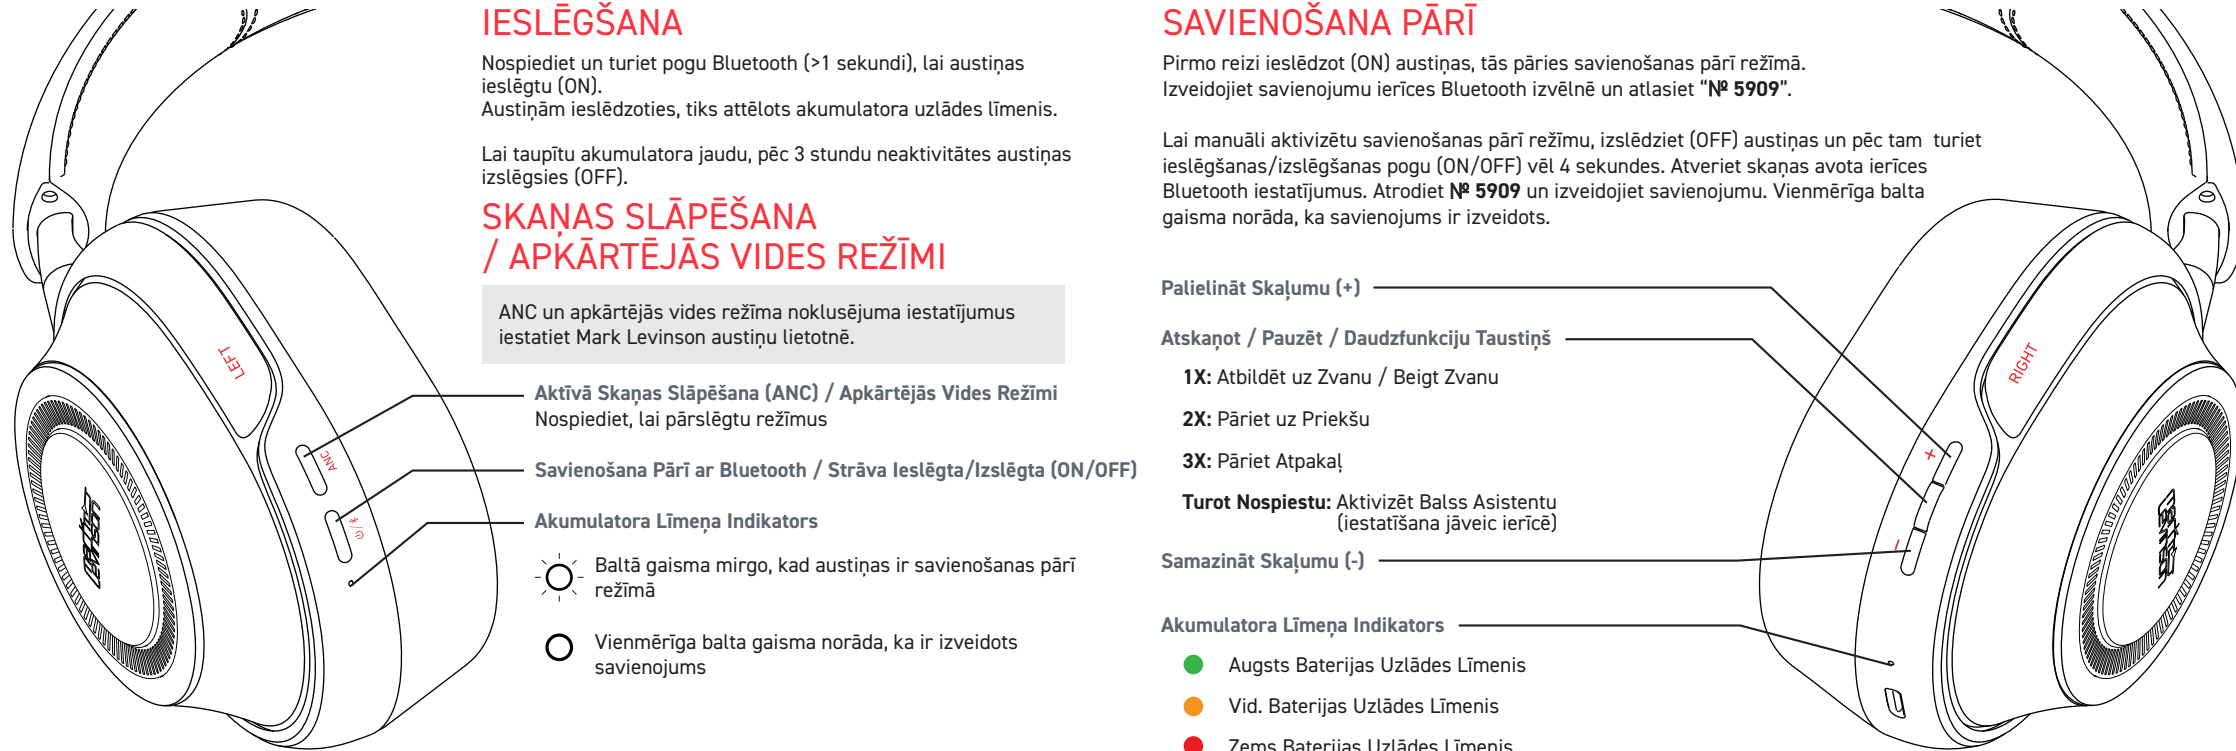 IESLĒGŠANA
Nospiediet un turiet pogu Bluetooth (>1 sekundi), lai austiņas
ieslēgtu (ON).
Austiņām ieslēdzoties, tiks attēlots akumulatora uzlādes līmenis.
Lai taupītu akumulatora jaudu, pēc 3 stundu neaktivitātes austiņas
izslēgsies (OFF).
SKAŅAS SLĀPĒŠANA
/ APKĀRTĒJĀS VIDES REŽĪMI
ANC un apkārtējās vides režīma noklusējuma iestatījumus
iestatiet Mark Levinson austiņu lietotnē.
LEFT
ANC
Aktīvā Skaņas Slāpēšana (ANC) / Apkārtējās Vides Režīmi
Nospiediet, lai pārslēgtu režīmus
Savienošana Pārī ar Bluetooth / Strāva Ieslēgta/Izslēgta (ON/OFF)
Akumulatora Līmeņa Indikators
Baltā gaisma mirgo, kad austiņas ir savienošanas pārī
režīmā
Vienmērīga balta gaisma norāda, ka ir izveidots
savienojums
SAVIENOŠANA PĀRĪ
Pirmo reizi ieslēdzot (ON) austiņas, tās pāries savienošanas pārī režīmā.
Izveidojiet savienojumu ierīces Bluetooth izvēlnē un atlasiet “№ 5909”.
Lai manuāli aktivizētu savienošanas pārī režīmu, izslēdziet (OFF) austiņas un pēc tam turiet
ieslēgšanas/izslēgšanas pogu (ON/OFF) vēl 4 sekundes. Atveriet skaņas avota ierīces
Bluetooth iestatījumus. Atrodiet № 5909 un izveidojiet savienojumu. Vienmērīga balta
gaisma norāda, ka savienojums ir izveidots.
Palielināt Skaļumu (+)
Atskaņot / Pauzēt / Daudzfunkciju Taustiņš
1X: Atbildēt uz Zvanu / Beigt Zvanu
2X: Pāriet uz Priekšu
3X: Pāriet Atpakaļ
Turot Nospiestu: Aktivizēt Balss Asistentu
(iestatīšana jāveic ierīcē)
Samazināt Skaļumu (-)
Akumulatora Līmeņa Indikators
Augsts Baterijas Uzlādes Līmenis
Vid. Baterijas Uzlādes Līmenis
Zems Baterijas Uzlādes Līmenis
RIGHT
+
−